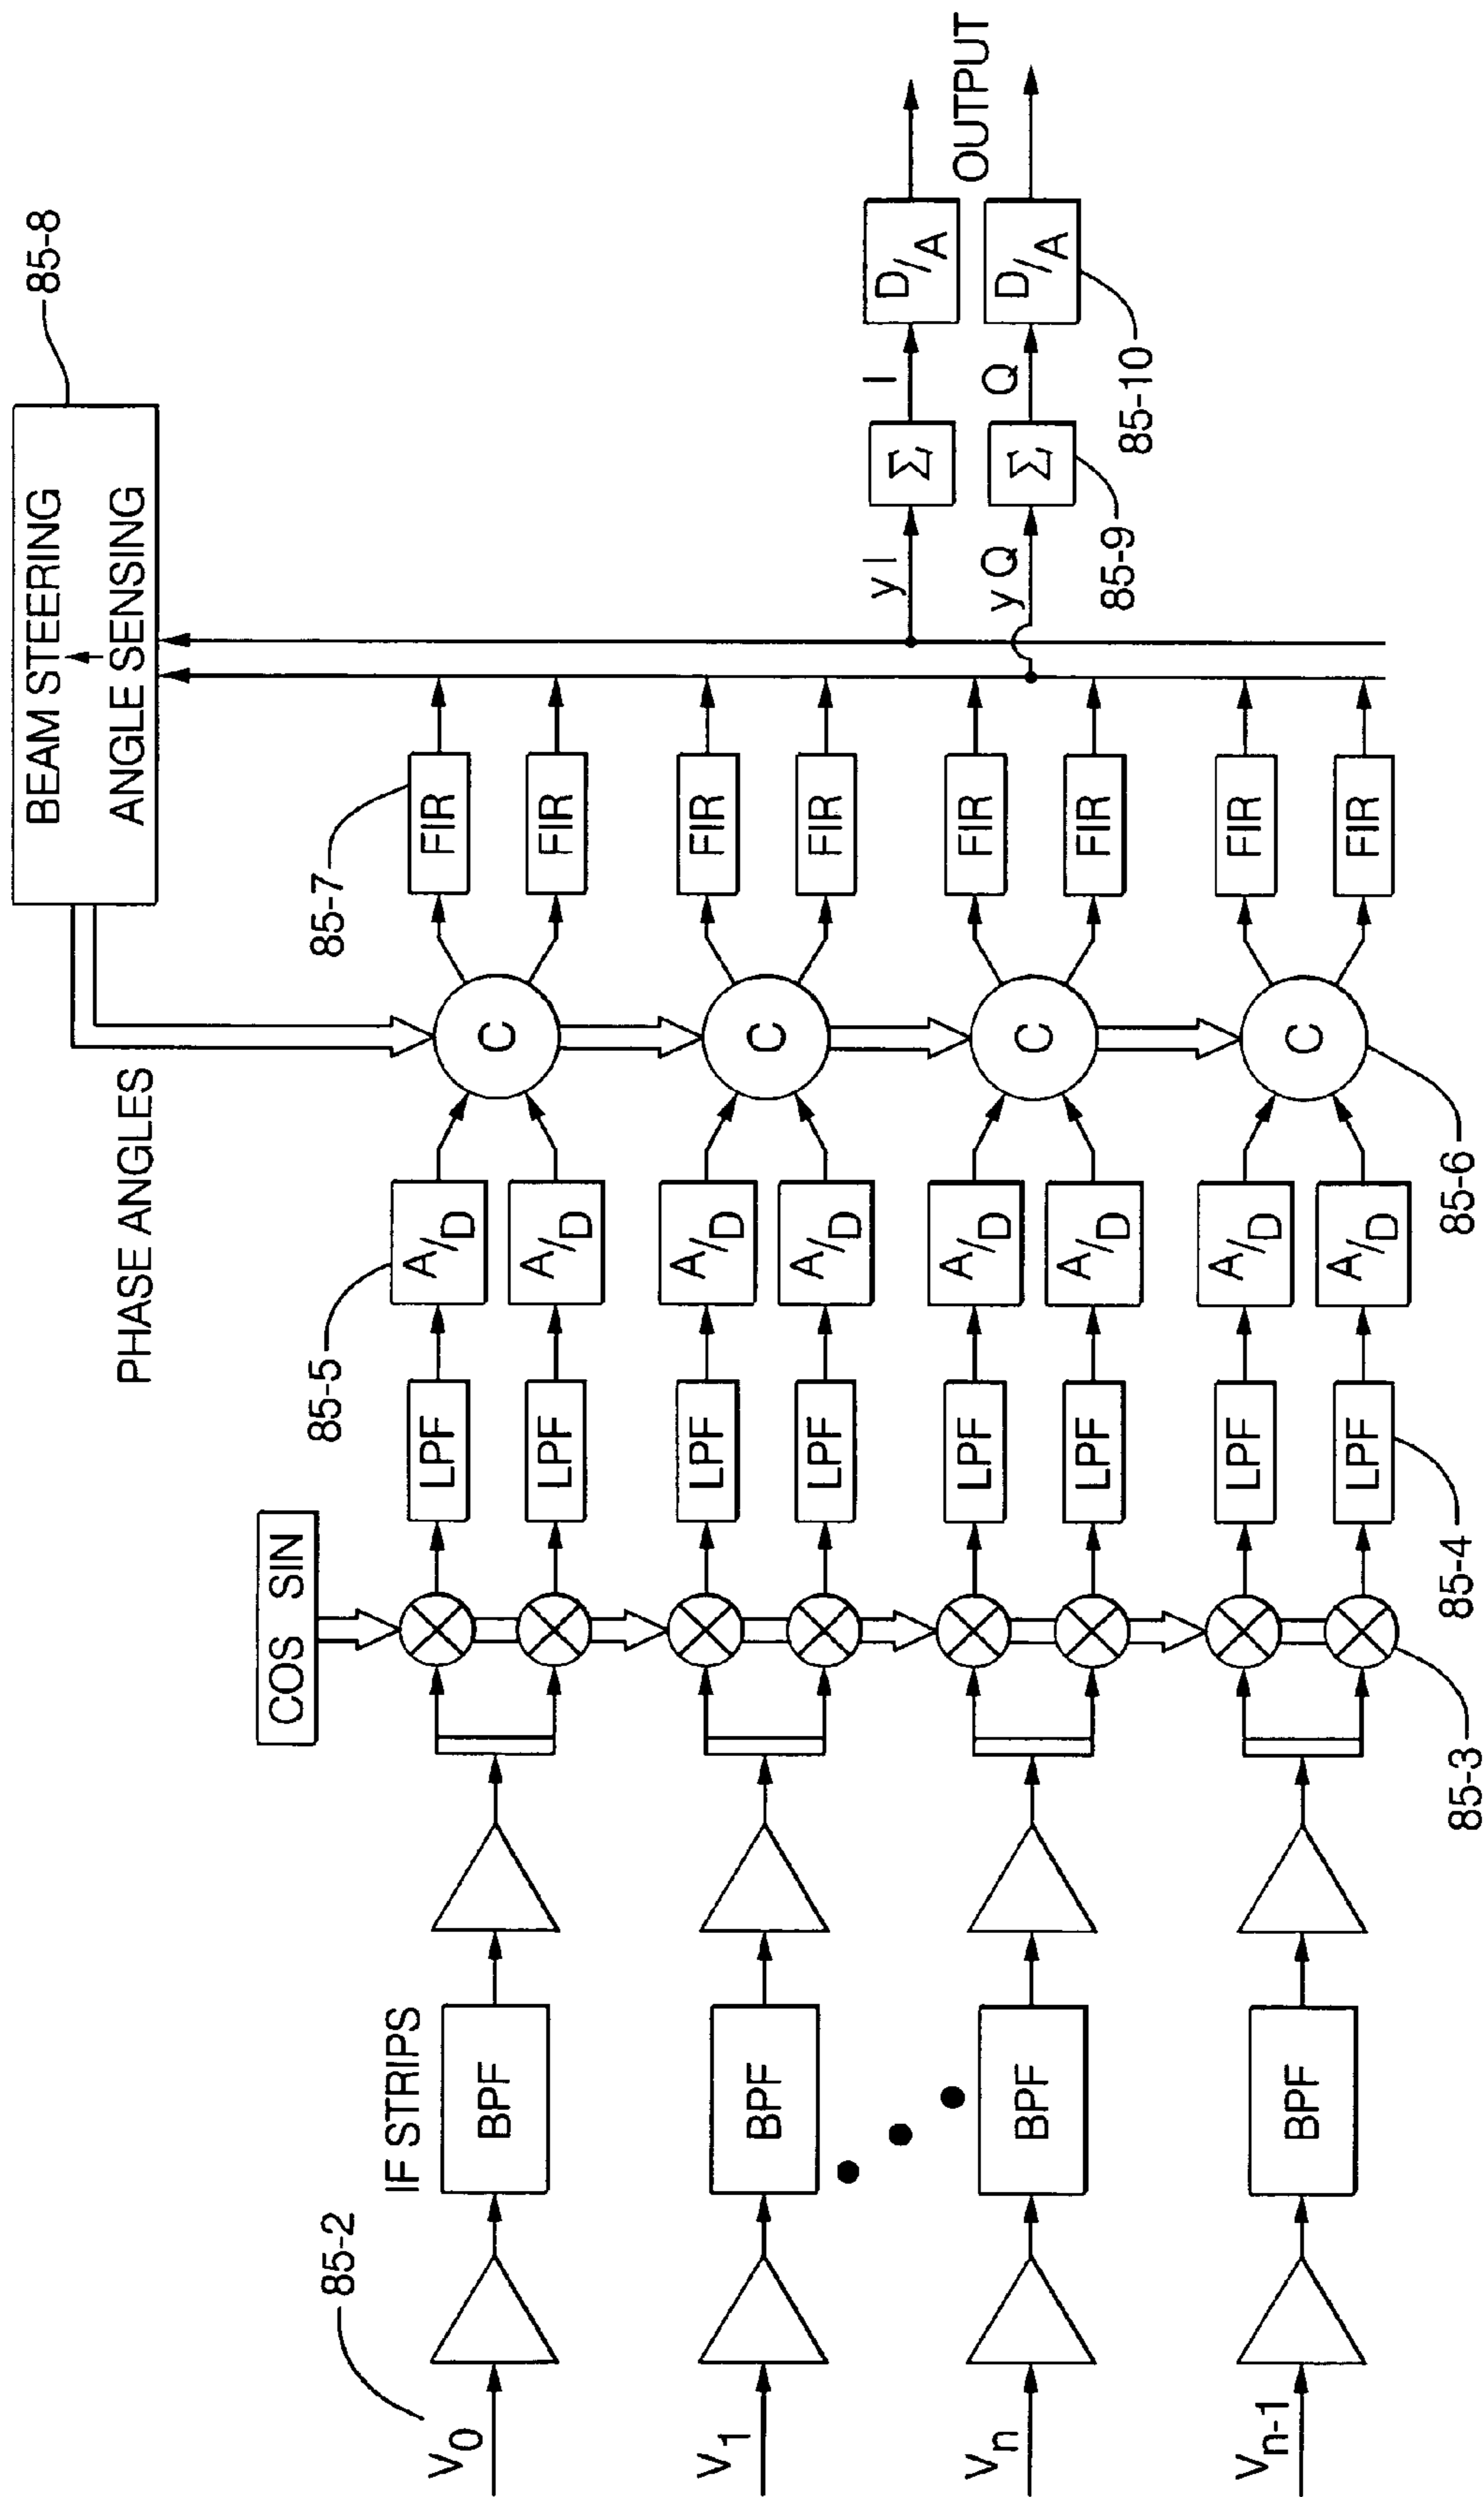 85-8
BEAM STEERING
ANGLE SENSING
PHASE ANGLES
COS SIN
IF STRIPS
85-2
85-5
85-7
V0
BPF
LPF
A/D
C
FIR
LPF
A/D
FIR
V1
BPF
LPF
A/D
C
FIR
LPF
A/D
FIR
y I
Σ
I
D/A
OUTPUT
y Q
Σ
Q
D/A
85-9
85-10
Vn
BPF
LPF
A/D
C
FIR
LPF
A/D
FIR
Vn-1
BPF
LPF
A/D
C
FIR
LPF
A/D
FIR
85-3
85-4
85-6